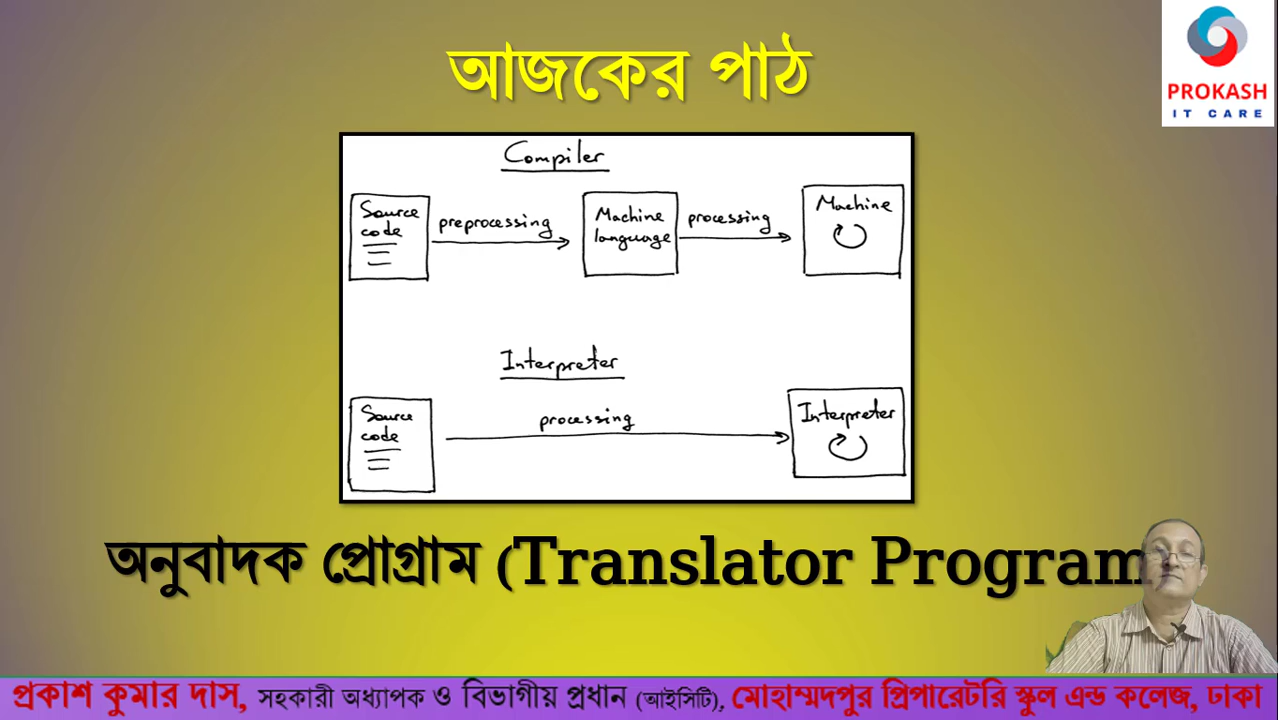 আজকের পাঠ
PROKASH
IT CARE
Compiler
Source
code
preprocessing
Machine
language
processing
Machine
Interpreter
Source
code
processing
Interpreter
অনুবাদক প্রোগ্রাম (Translator Program
প্রকাশ কুমার দাস, সহকারী অধ্যাপক ও বিভাগীয় প্রধান (আইসিটি), মোহাম্মদপুর প্রিপারেটরি স্কুল এন্ড কলেজ, ঢাকা